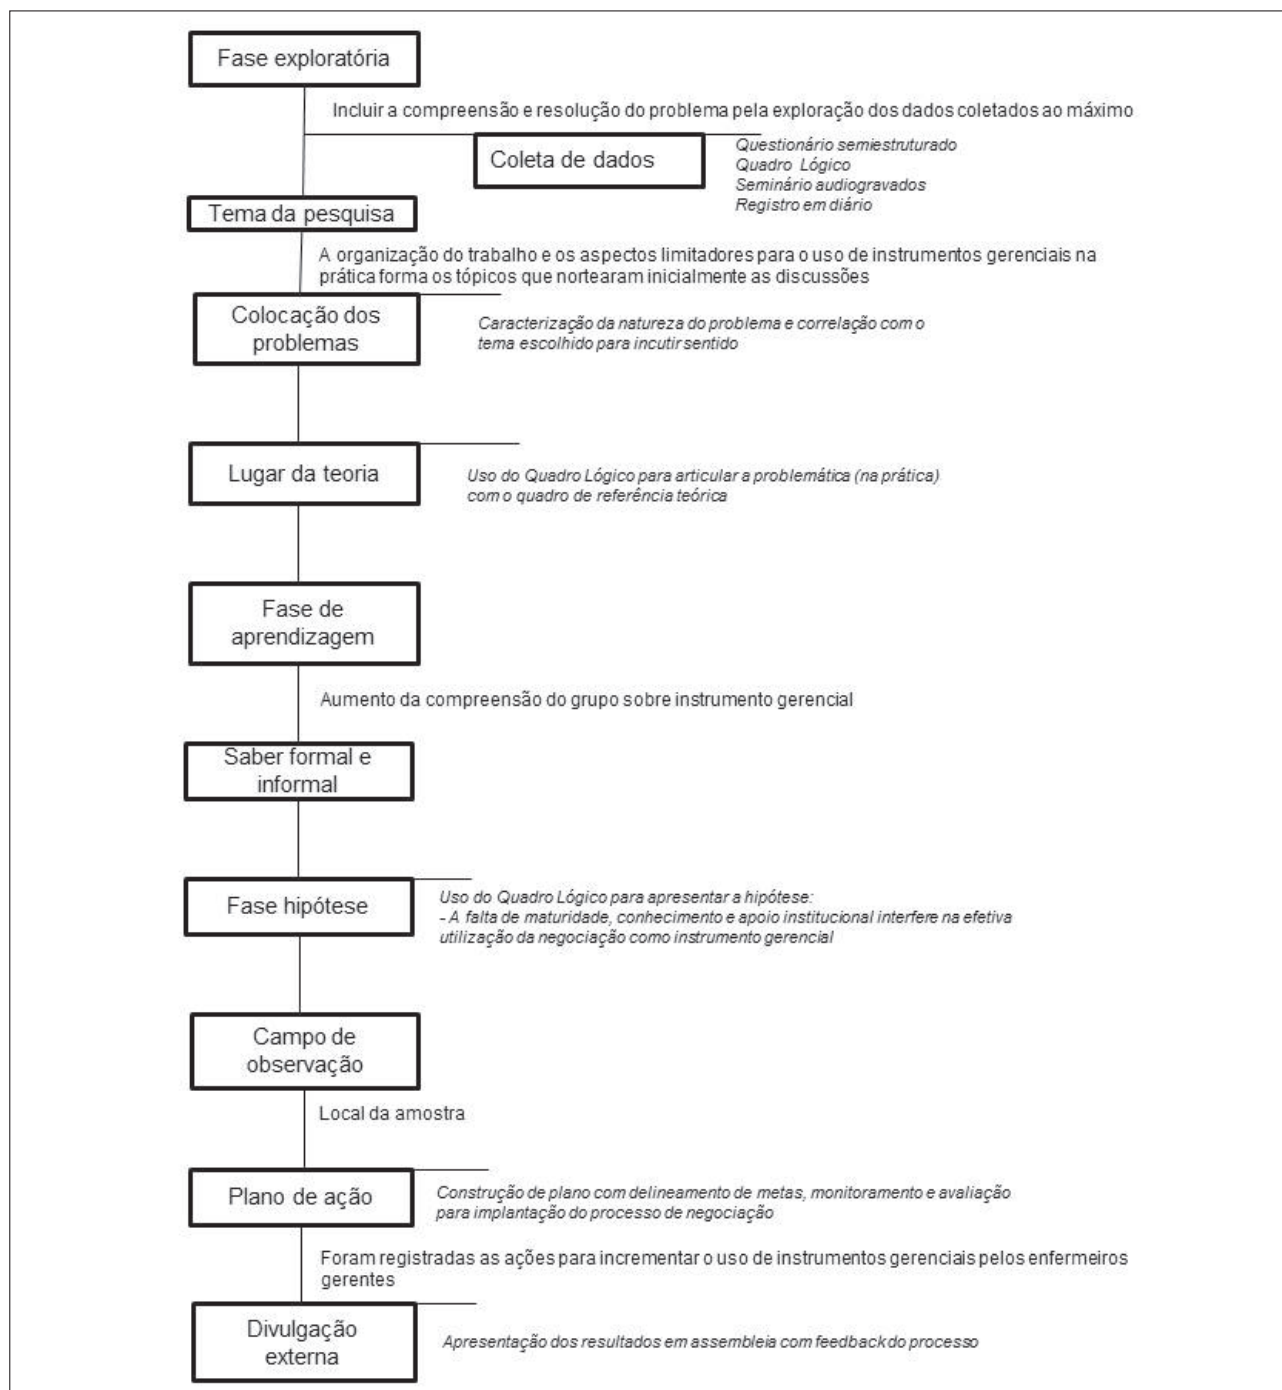 Fase exploratória
Incluir a compreensão e resolução do problema pela exploração dos dados coletados ao máximo
Coleta de dados
Questionário semiestruturado
Quadro Lógico
Seminário audiogravados
Registro em diário
Tema da pesquisa
A organização do trabalho e os aspectos limitadores para o uso de instrumentos gerenciais na
prática forma os tópicos que nortearam inicialmente as discussões
Colocação dos
problemas
Caracterização da natureza do problema e correlação com o
tema escolhido para incutir sentido
Lugar da teoria
Uso do Quadro Lógico para articular a problemática (na prática)
com o quadro de referência teórica
Fase de
aprendizagem
Aumento da compreensão do grupo sobre instrumento gerencial
Saber formal e
informal
Fase hipótese
Uso do Quadro Lógico para apresentar a hipótese:
- A falta de maturidade, conhecimento e apoio institucional interfere na efetiva
utilização da negociação como instrumento gerencial
Campo de
observação
Local da amostra
Plano de ação
Construção de plano com delineamento de metas, monitoramento e avaliação
para implantação do processo de negociação
Foram registradas as ações para incrementar o uso de instrumentos gerenciais pelos enfermeiros
gerentes
Divulgação
externa
Apresentação dos resultados em assembleia com feedback do processo